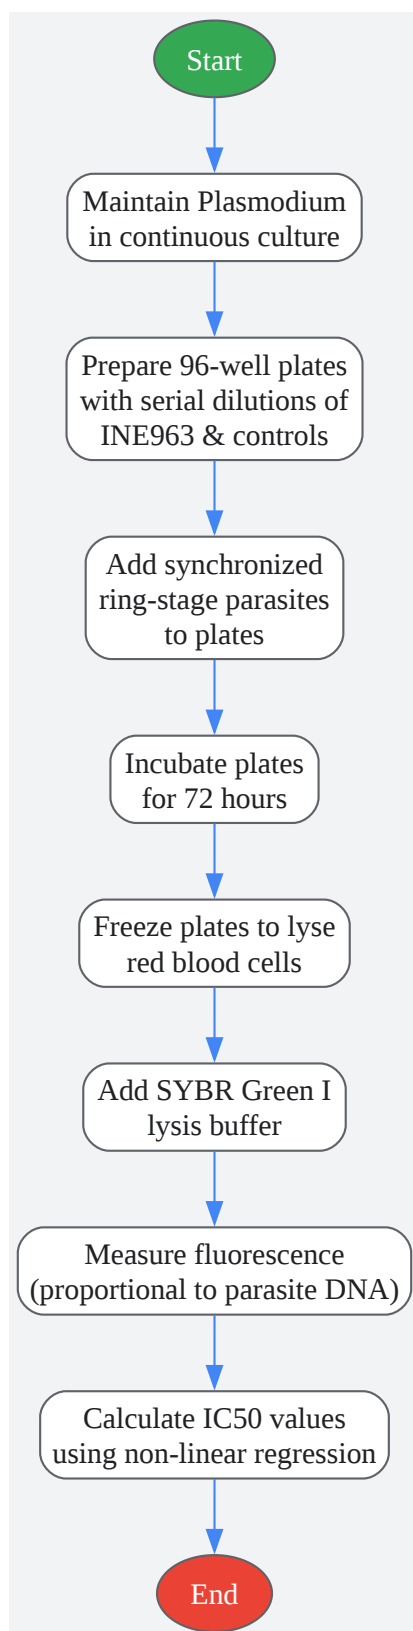 Start
Maintain Plasmodium
in continuous culture
Prepare 96-well plates
with serial dilutions of
INE963 & controls
Add synchronized
ring-stage parasites
to plates
Incubate plates
for 72 hours
Freeze plates to lyse
red blood cells
Add SYBR Green I
lysis buffer
Measure fluorescence
(proportional to parasite DNA)
Calculate IC50 values
using non-linear regression
End